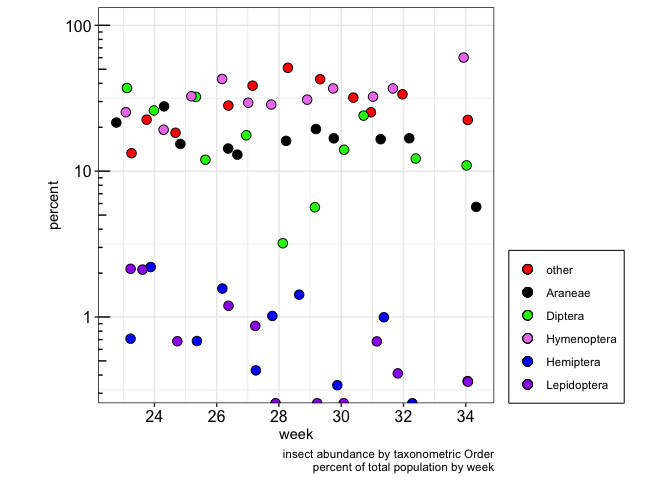 100
10
1
percent
24 26 28 30 32 34
week
other
Araneae
Diptera
Hymenoptera
Hemiptera
Lepidoptera
insect abundance by taxonometric Order
percent of total population by week